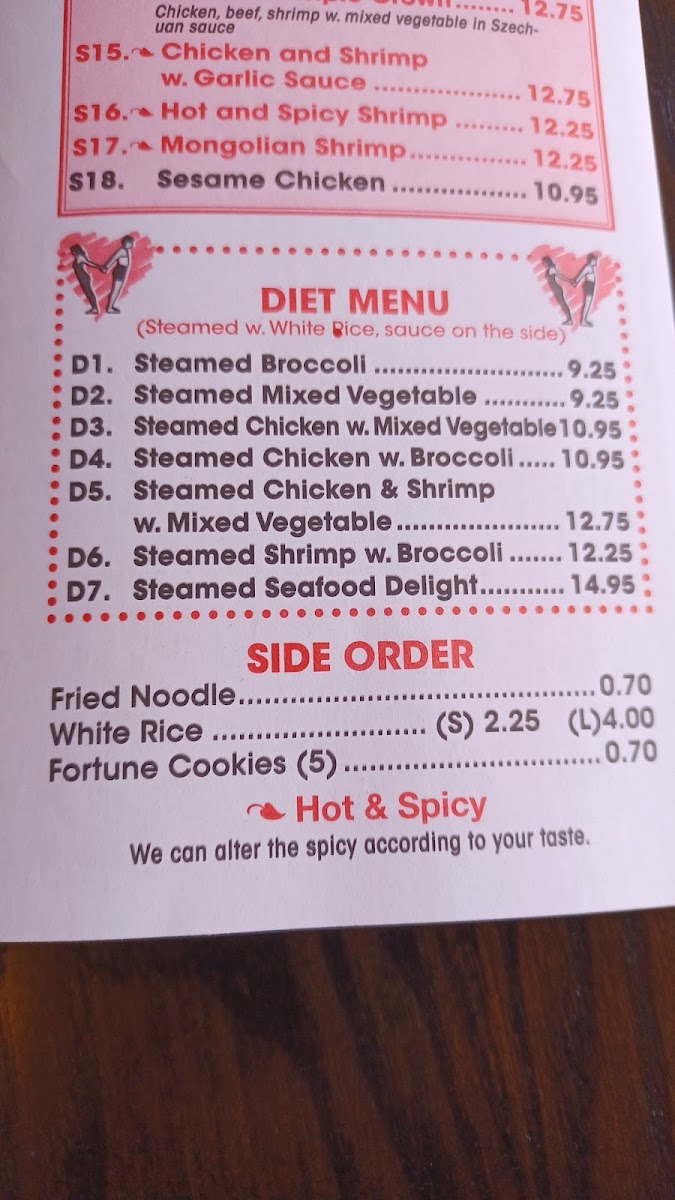 12.75
Chicken, beef, shrimp w. mixed vegetable in Szech-
uan sauce
S15. Chicken and Shrimp
w. Garlic Sauce ................... 12.75
S16. Hot and Spicy Shrimp ......... 12.25
S17. Mongolian Shrimp............... 12.25
S18. Sesame Chicken ................. 10.95
DIET MENU
(Steamed w. White Rice, sauce on the side)
D1. Steamed Broccoli .......................... 9.25
D2. Steamed Mixed Vegetable ........... 9.25
D3. Steamed Chicken w. Mixed Vegetable10.95
D4. Steamed Chicken w. Broccoli ..... 10.95
D5. Steamed Chicken & Shrimp
w. Mixed Vegetable ...................... 12.75
D6. Steamed Shrimp w. Broccoli ....... 12.25
D7. Steamed Seafood Delight............ 14.95
SIDE ORDER
Fried Noodle............................................ 0.70
White Rice .......................... (S) 2.25 (L)4.00
Fortune Cookies (5) ............................... 0.70
Hot & Spicy
We can alter the spicy according to your taste.